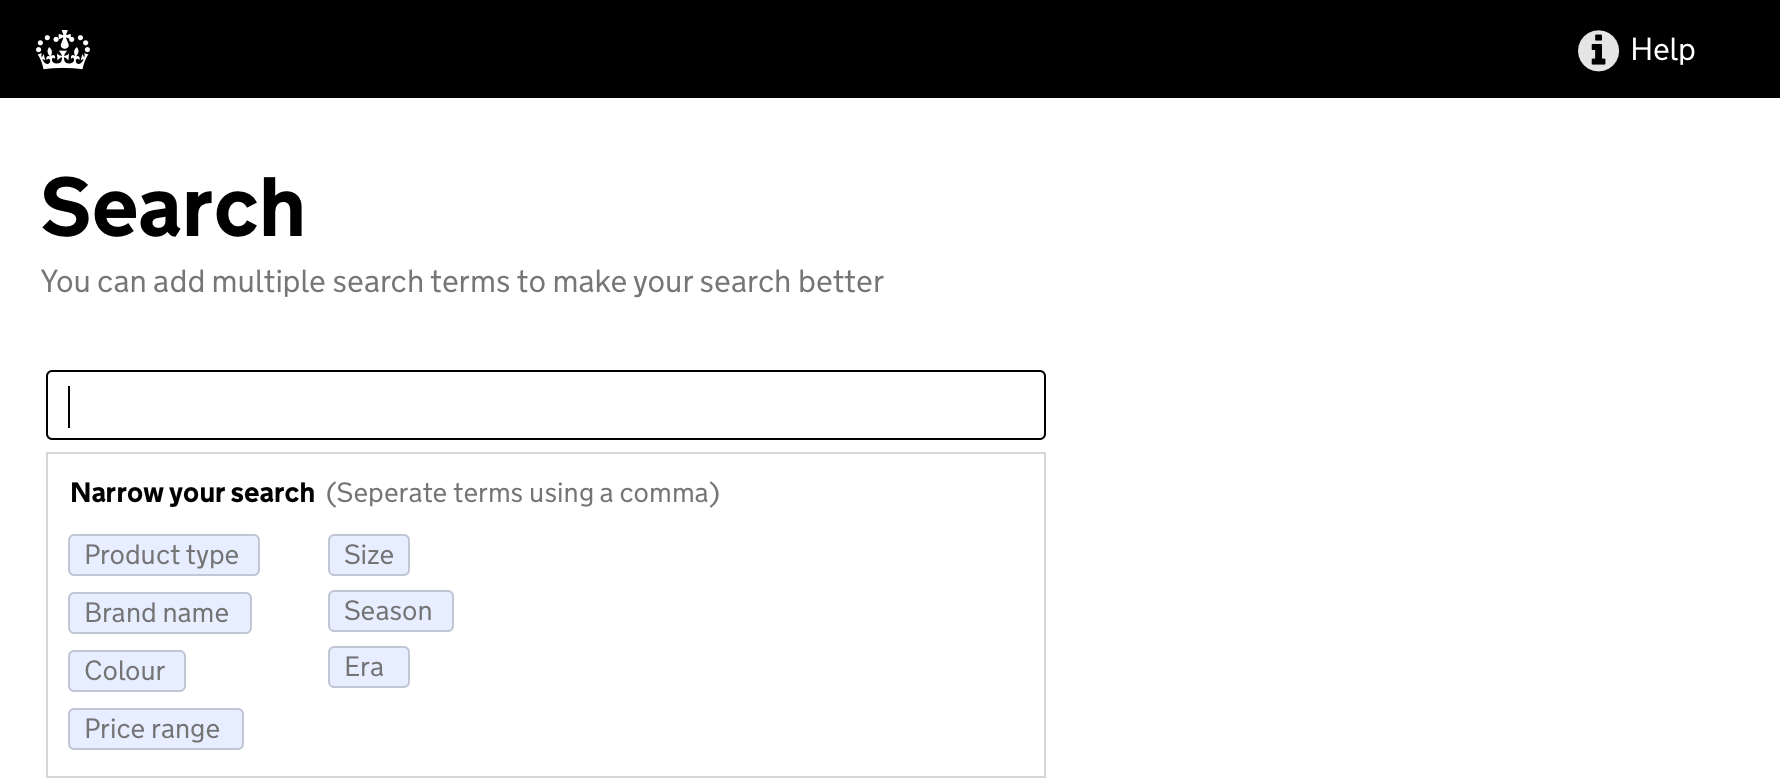 Help
Search
You can add multiple search terms to make your search better
Narrow your search (Seperate terms using a comma)
Product type
Brand name
Colour
Price range
Size
Season
Era